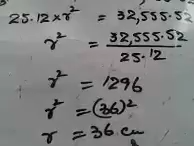 25.12 x r² = 32,555.52
r² = 32,555.52 / 25.12
r² = 1296
r² = (36)²
r = 36 cm